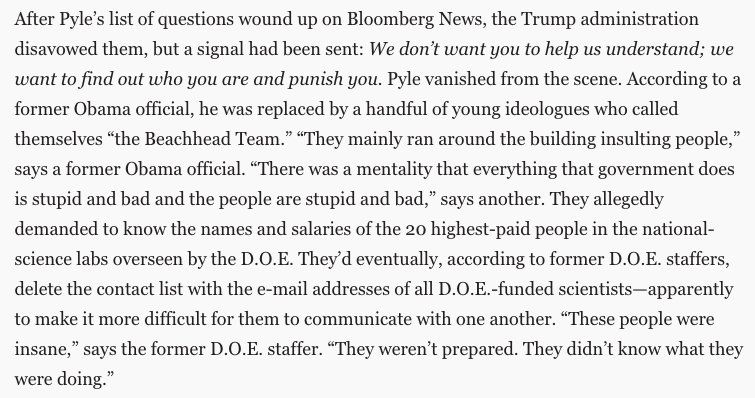 After Pyle’s list of questions wound up on Bloomberg News, the Trump administration
disavowed them, but a signal had been sent: We don’t want you to help us understand; we
want to find out who you are and punish you. Pyle vanished from the scene. According to a
former Obama official, he was replaced by a handful of young ideologues who called
themselves “the Beachhead Team.” “They mainly ran around the building insulting people,”
says a former Obama official. “There was a mentality that everything that government does
is stupid and bad and the people are stupid and bad,” says another. They allegedly
demanded to know the names and salaries of the 20 highest-paid people in the national-
science labs overseen by the D.O.E. They’d eventually, according to former D.O.E. staffers,
delete the contact list with the e-mail addresses of all D.O.E.-funded scientists—apparently
to make it more difficult for them to communicate with one another. “These people were
insane,” says the former D.O.E. staffer. “They weren’t prepared. They didn’t know what they
were doing.”